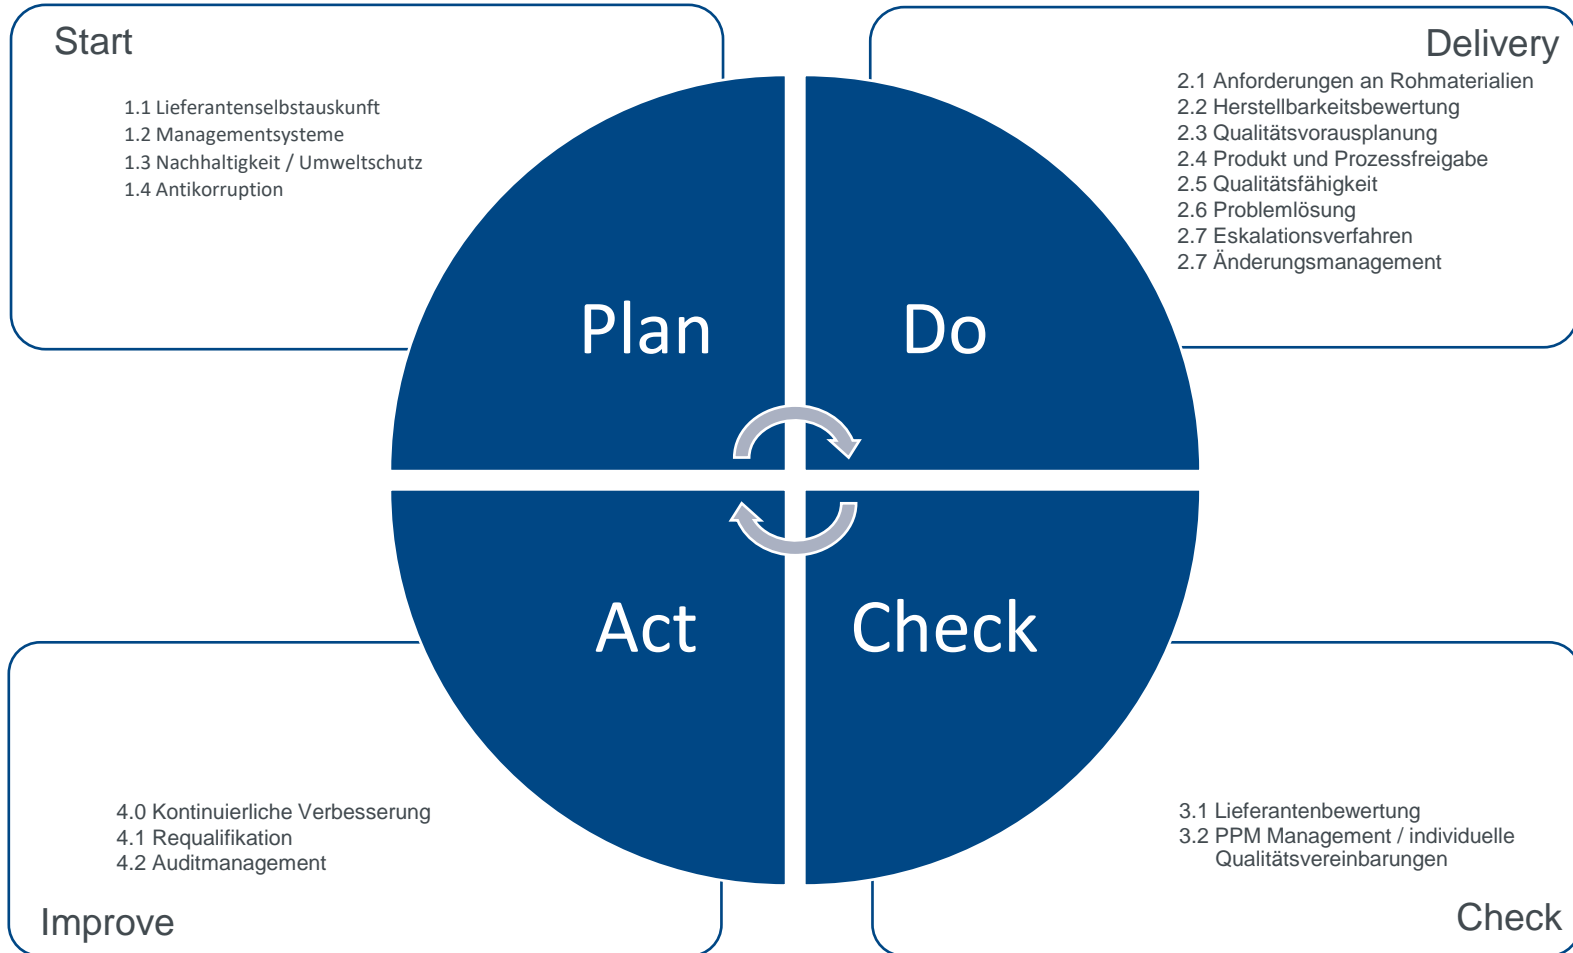 Start
1.1 Lieferantenselbstauskunft
1.2 Managementsysteme
1.3 Nachhaltigkeit / Umweltschutz
1.4 Antikorruption
Delivery
2.1 Anforderungen an Rohmaterialien
2.2 Herstellbarkeitsbewertung
2.3 Qualitätsvorausplanung
2.4 Produkt und Prozessfreigabe
2.5 Qualitätsfähigkeit
2.6 Problemlösung
2.7 Eskalationsverfahren
2.7 Änderungsmanagement
Plan
Do
Act
Check
4.0 Kontinuierliche Verbesserung
4.1 Requalifikation
4.2 Auditmanagement
Improve
3.1 Lieferantenbewertung
3.2 PPM Management / individuelle
Qualitätsvereinbarungen
Check